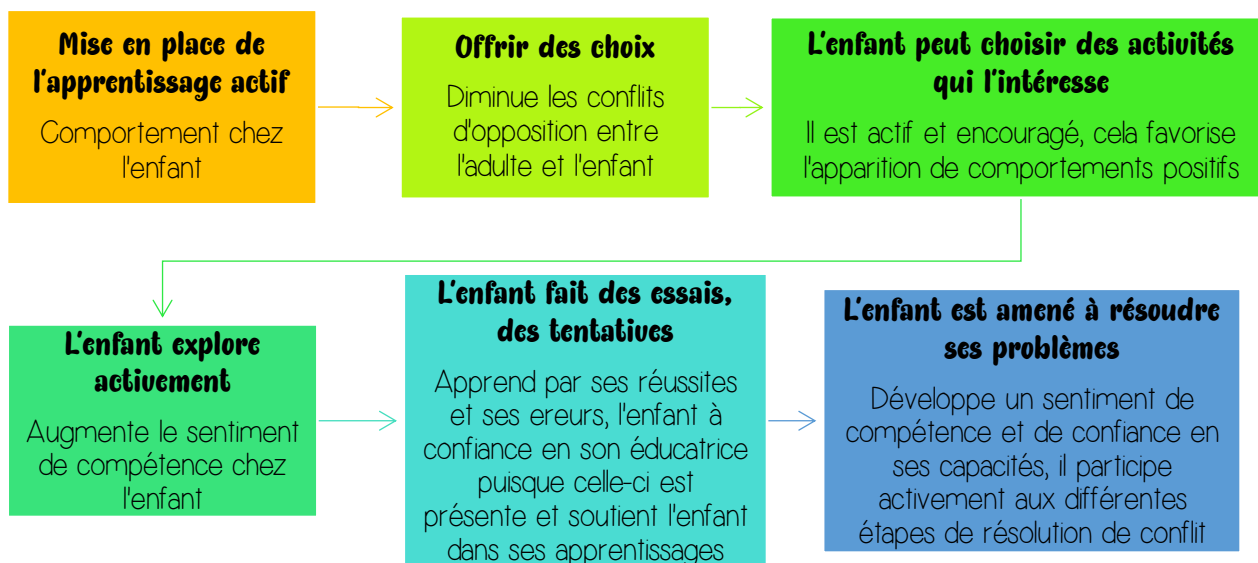 Mise en place de
l'apprentissage actif
Comportement chez
l'enfant
Offrir des choix
Diminue les conflits
d'opposition entre
l'adulte et l'enfant
L'enfant peut choisir des activités
qui l'intéresse
Il est actif et encouragé, cela favorise
l'apparition de comportements positifs
L'enfant explore
activement
Augmente le sentiment
de compétence chez
l'enfant
L'enfant fait des essais,
des tentatives
Apprend par ses réussites
et ses ereurs, l'enfant à
confiance en son éducatrice
puisque celle-ci est
présente et soutient l'enfant
dans ses apprentissages
L'enfant est amené à résoudre
ses problèmes
Développe un sentiment de
compétence et de confiance en
ses capacités, il participe
activement aux différentes
étapes de résolution de conflit